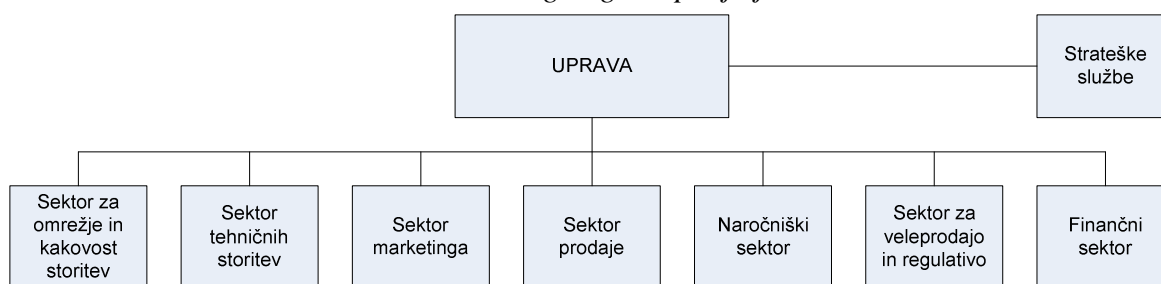 UPRAVA
Strateške
službe
Sektor za
omrežje in
kakovost
storitev
Sektor
tehničnih
storitev
Sektor
marketinga
Sektor
prodaje
Naročniški
sektor
Sektor za
veleprodajo
in regulativo
Finančni
sektor